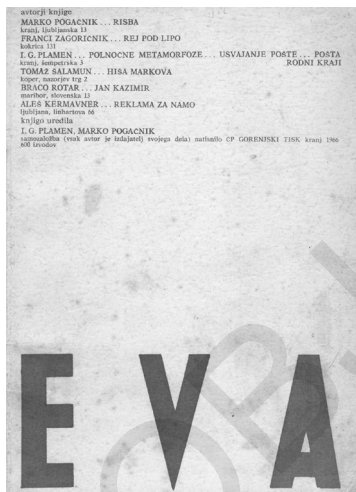 avtorji knjige
MARKO POGAČNIK . . . RISBA
kranj, ljubljanska 13
FRANCI ZAGORIČNIK . . . REJ POD LIPO
kokrica 131
I. G. PLAMEN . . . POLNOČNE METAMORFOZE . . . USVAJANJE POŠTE . . . POŠTA
kranj, šempetrska 3 RODNI KRAJI
TOMAŽ ŠALAMUN . . . HIŠA MARKOVA
koper, nazorjev trg 2
BRACO ROTAR . . . JAN KAZIMIR
maribor, slovenska 13
ALEŠ KERMAVNER . . . REKLAMA ZA NAMO
ljubljana, linhartova 66
knjigo uredila
I. G. PLAMEN, MARKO POGAČNIK
samozaložba (vsak avtor je izdajatelj svojega dela) natisnilo ČP GORENJSKI TISK kranj 1966
600 izvodov
EVA